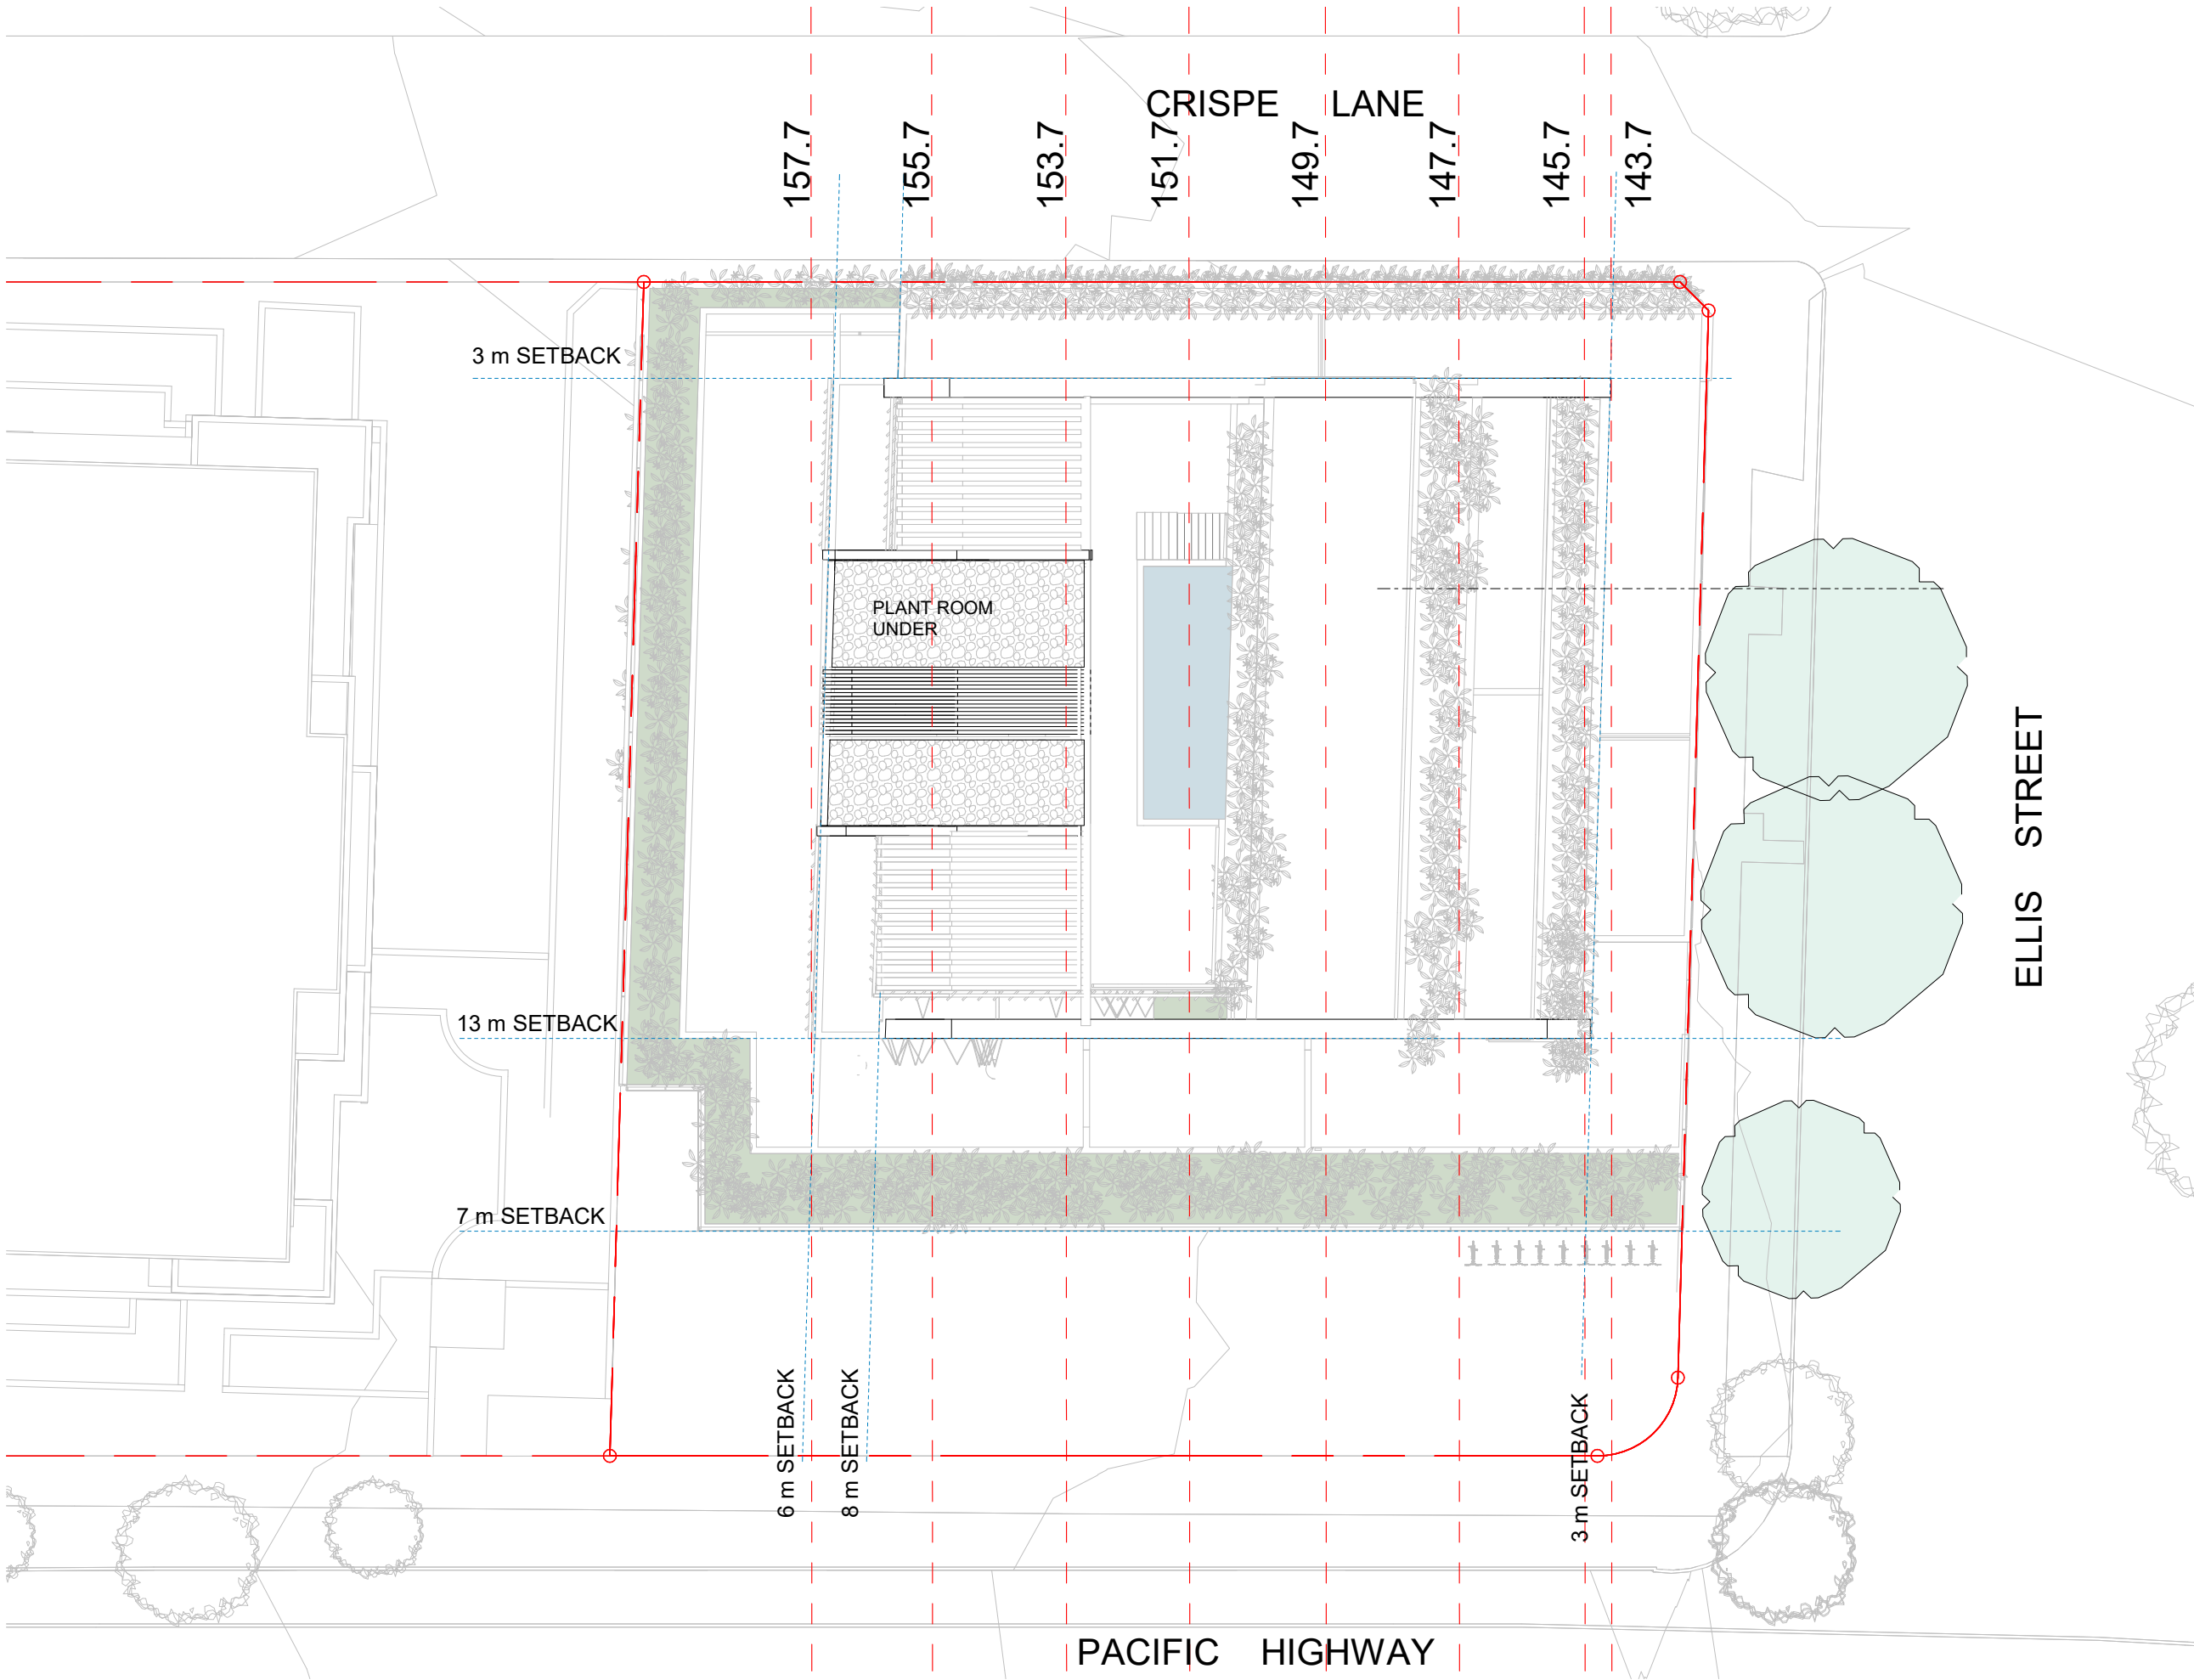 CRISPE LANE
157.7
155.7
153.7
151.7
149.7
147.7
145.7
143.7
3 m SETBACK
PLANT ROOM
UNDER
ELLIS STREET
13 m SETBACK
7 m SETBACK
6 m SETBACK
8 m SETBACK
3 m SETBACK
PACIFIC HIGHWAY